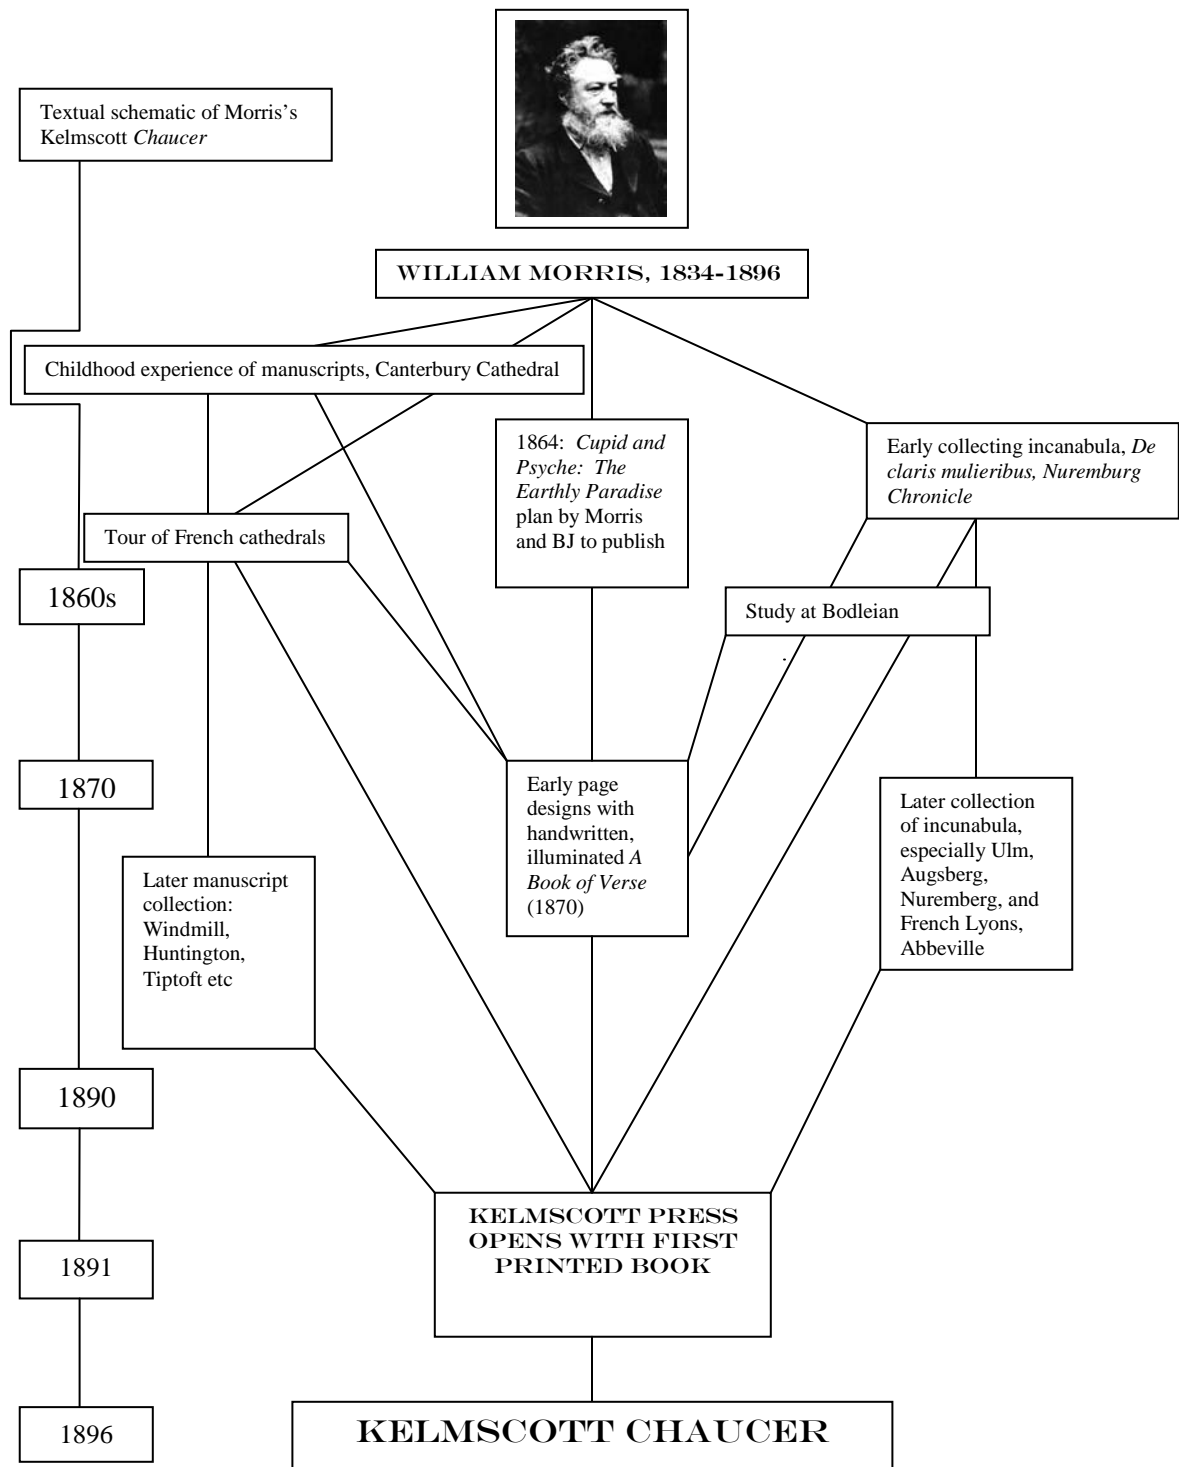 Textual schematic of Morris's
Kelmscott Chaucer
WILLIAM MORRIS, 1834-1896
Childhood experience of manuscripts, Canterbury Cathedral
1864:  Cupid and
Psyche:  The
Earthly Paradise
plan by Morris
and BJ to publish
Early collecting incanabula, De
claris mulieribus, Nuremburg
Chronicle
Tour of French cathedrals
1860s
Study at Bodleian
1870
Early page
designs with
handwritten,
illuminated A
Book of Verse
(1870)
Later collection
of incunabula,
especially Ulm,
Augsberg,
Nuremberg, and
French Lyons,
Abbeville
Later manuscript
collection:
Windmill,
Huntington,
Tiptoft etc
1890
KELMSCOTT PRESS
OPENS WITH FIRST
PRINTED BOOK
1891
KELMSCOTT CHAUCER
1896